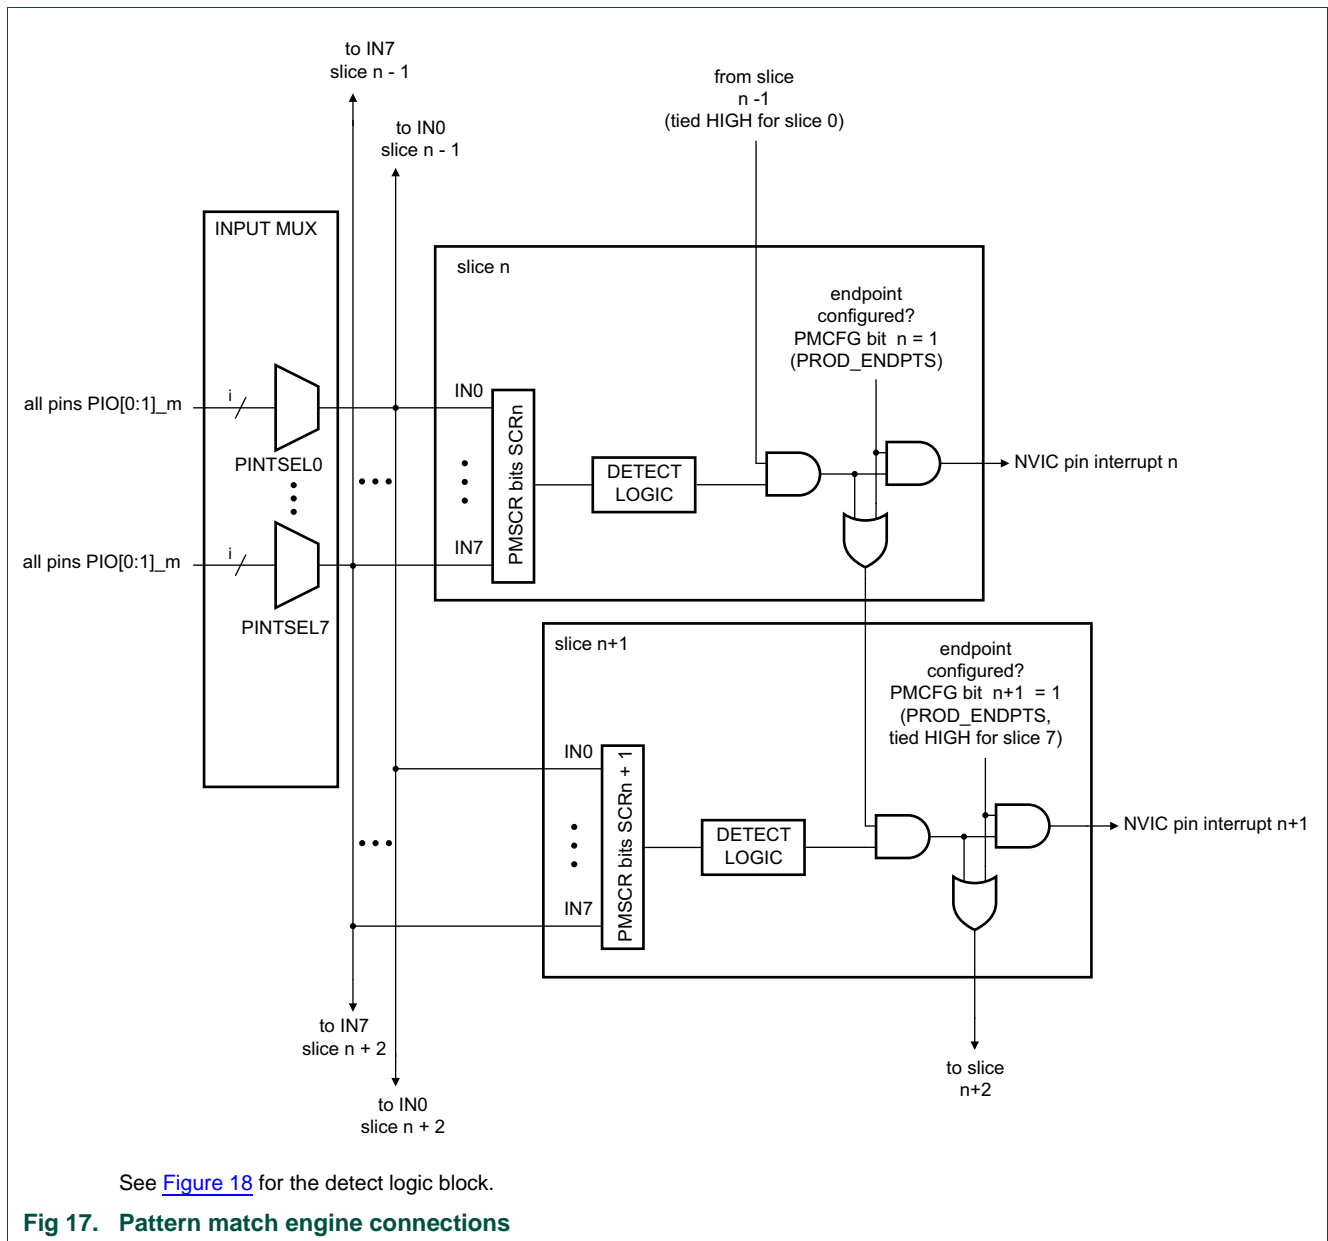 to IN7
slice n - 1
to IN0
slice n - 1
from slice
n -1
(tied HIGH for slice 0)
INPUT MUX
all pins PIO[0:1]_m
i
PINTSEL0
all pins PIO[0:1]_m
i
PINTSEL7
slice n
endpoint
configured?
PMCFG bit n = 1
(PROD_ENDPTS)
IN0
IN7
PMSCR bits SCRn
DETECT
LOGIC
NVIC pin interrupt n
slice n+1
endpoint
configured?
PMCFG bit n+1 = 1
(PROD_ENDPTS,
tied HIGH for slice 7)
IN0
IN7
PMSCR bits SCRn + 1
DETECT
LOGIC
NVIC pin interrupt n+1
to IN7
slice n + 2
to IN0
slice n + 2
to slice
n+2
See Figure 18 for the detect logic block.
Fig 17. Pattern match engine connections